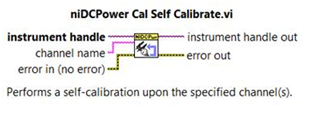 niDCPower Cal Self Calibrate.vi
instrument handle
instrument handle out
channel name
error in (no error)
error out
Performs a self-calibration upon the specified channel(s).